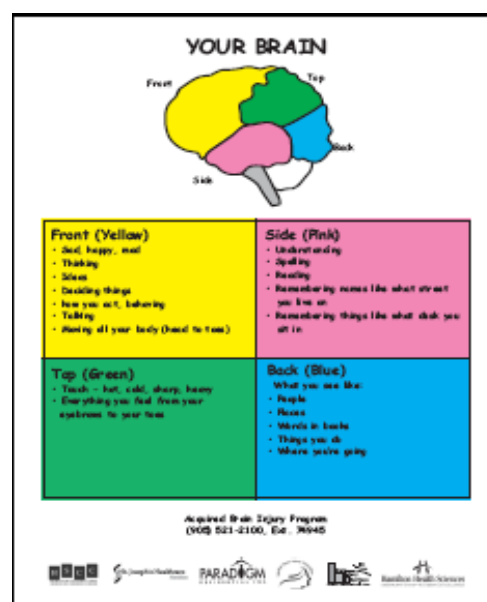 YOUR BRAIN
Front
Top
Back
Side
Front (Yellow)
• Sad, happy, mad
• Thinking
• Ideas
• Deciding things
• how you act, behaving
• Talking
• Moving all your body (head to toes)
Side (Pink)
• Understanding
• Spelling
• Reading
• Remembering names like what street
you live on
• Remembering things like what desk you
sit in
Top (Green)
• Touch – hot, cold, sharp, heavy
• Everything you feel from your
eyebrows to your toes
Back (Blue)
What you see like:
• People
• Places
• Words in books
• Things you do
• Where you're going
Acquired Brain Injury Program
(905) 521-2100, Ext. 74945
St. Joseph's Healthcare
PARADIGM
Hamilton Health Sciences